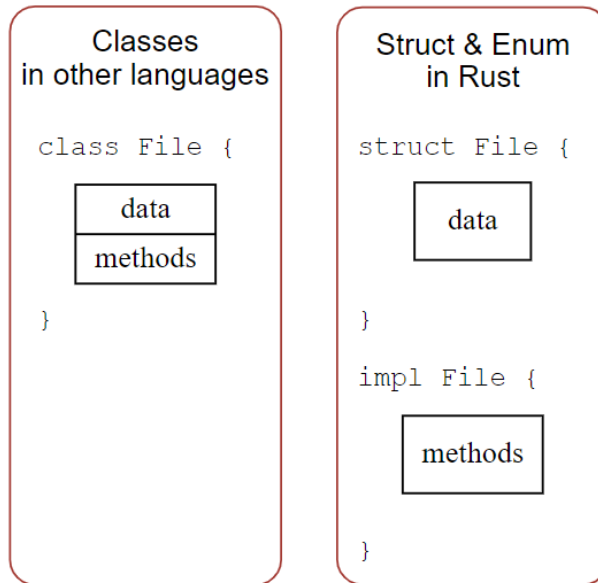 Classes
in other languages
class File {
data
methods
}
Struct & Enum
in Rust
struct File {
data
}
impl File {
methods
}